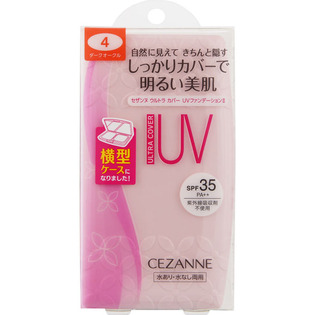 4
ダークオークル
自然に見えて きちんと隠す
しっかりカバーで
明るい美肌
セザンヌ ウルトラ カバー UVファンデーションII
横型
ケースに
なりました!
ULTRA COVER
UV
SPF35
PA++
紫外線吸収剤
不使用
CEZANNE
水あり・水なし両用